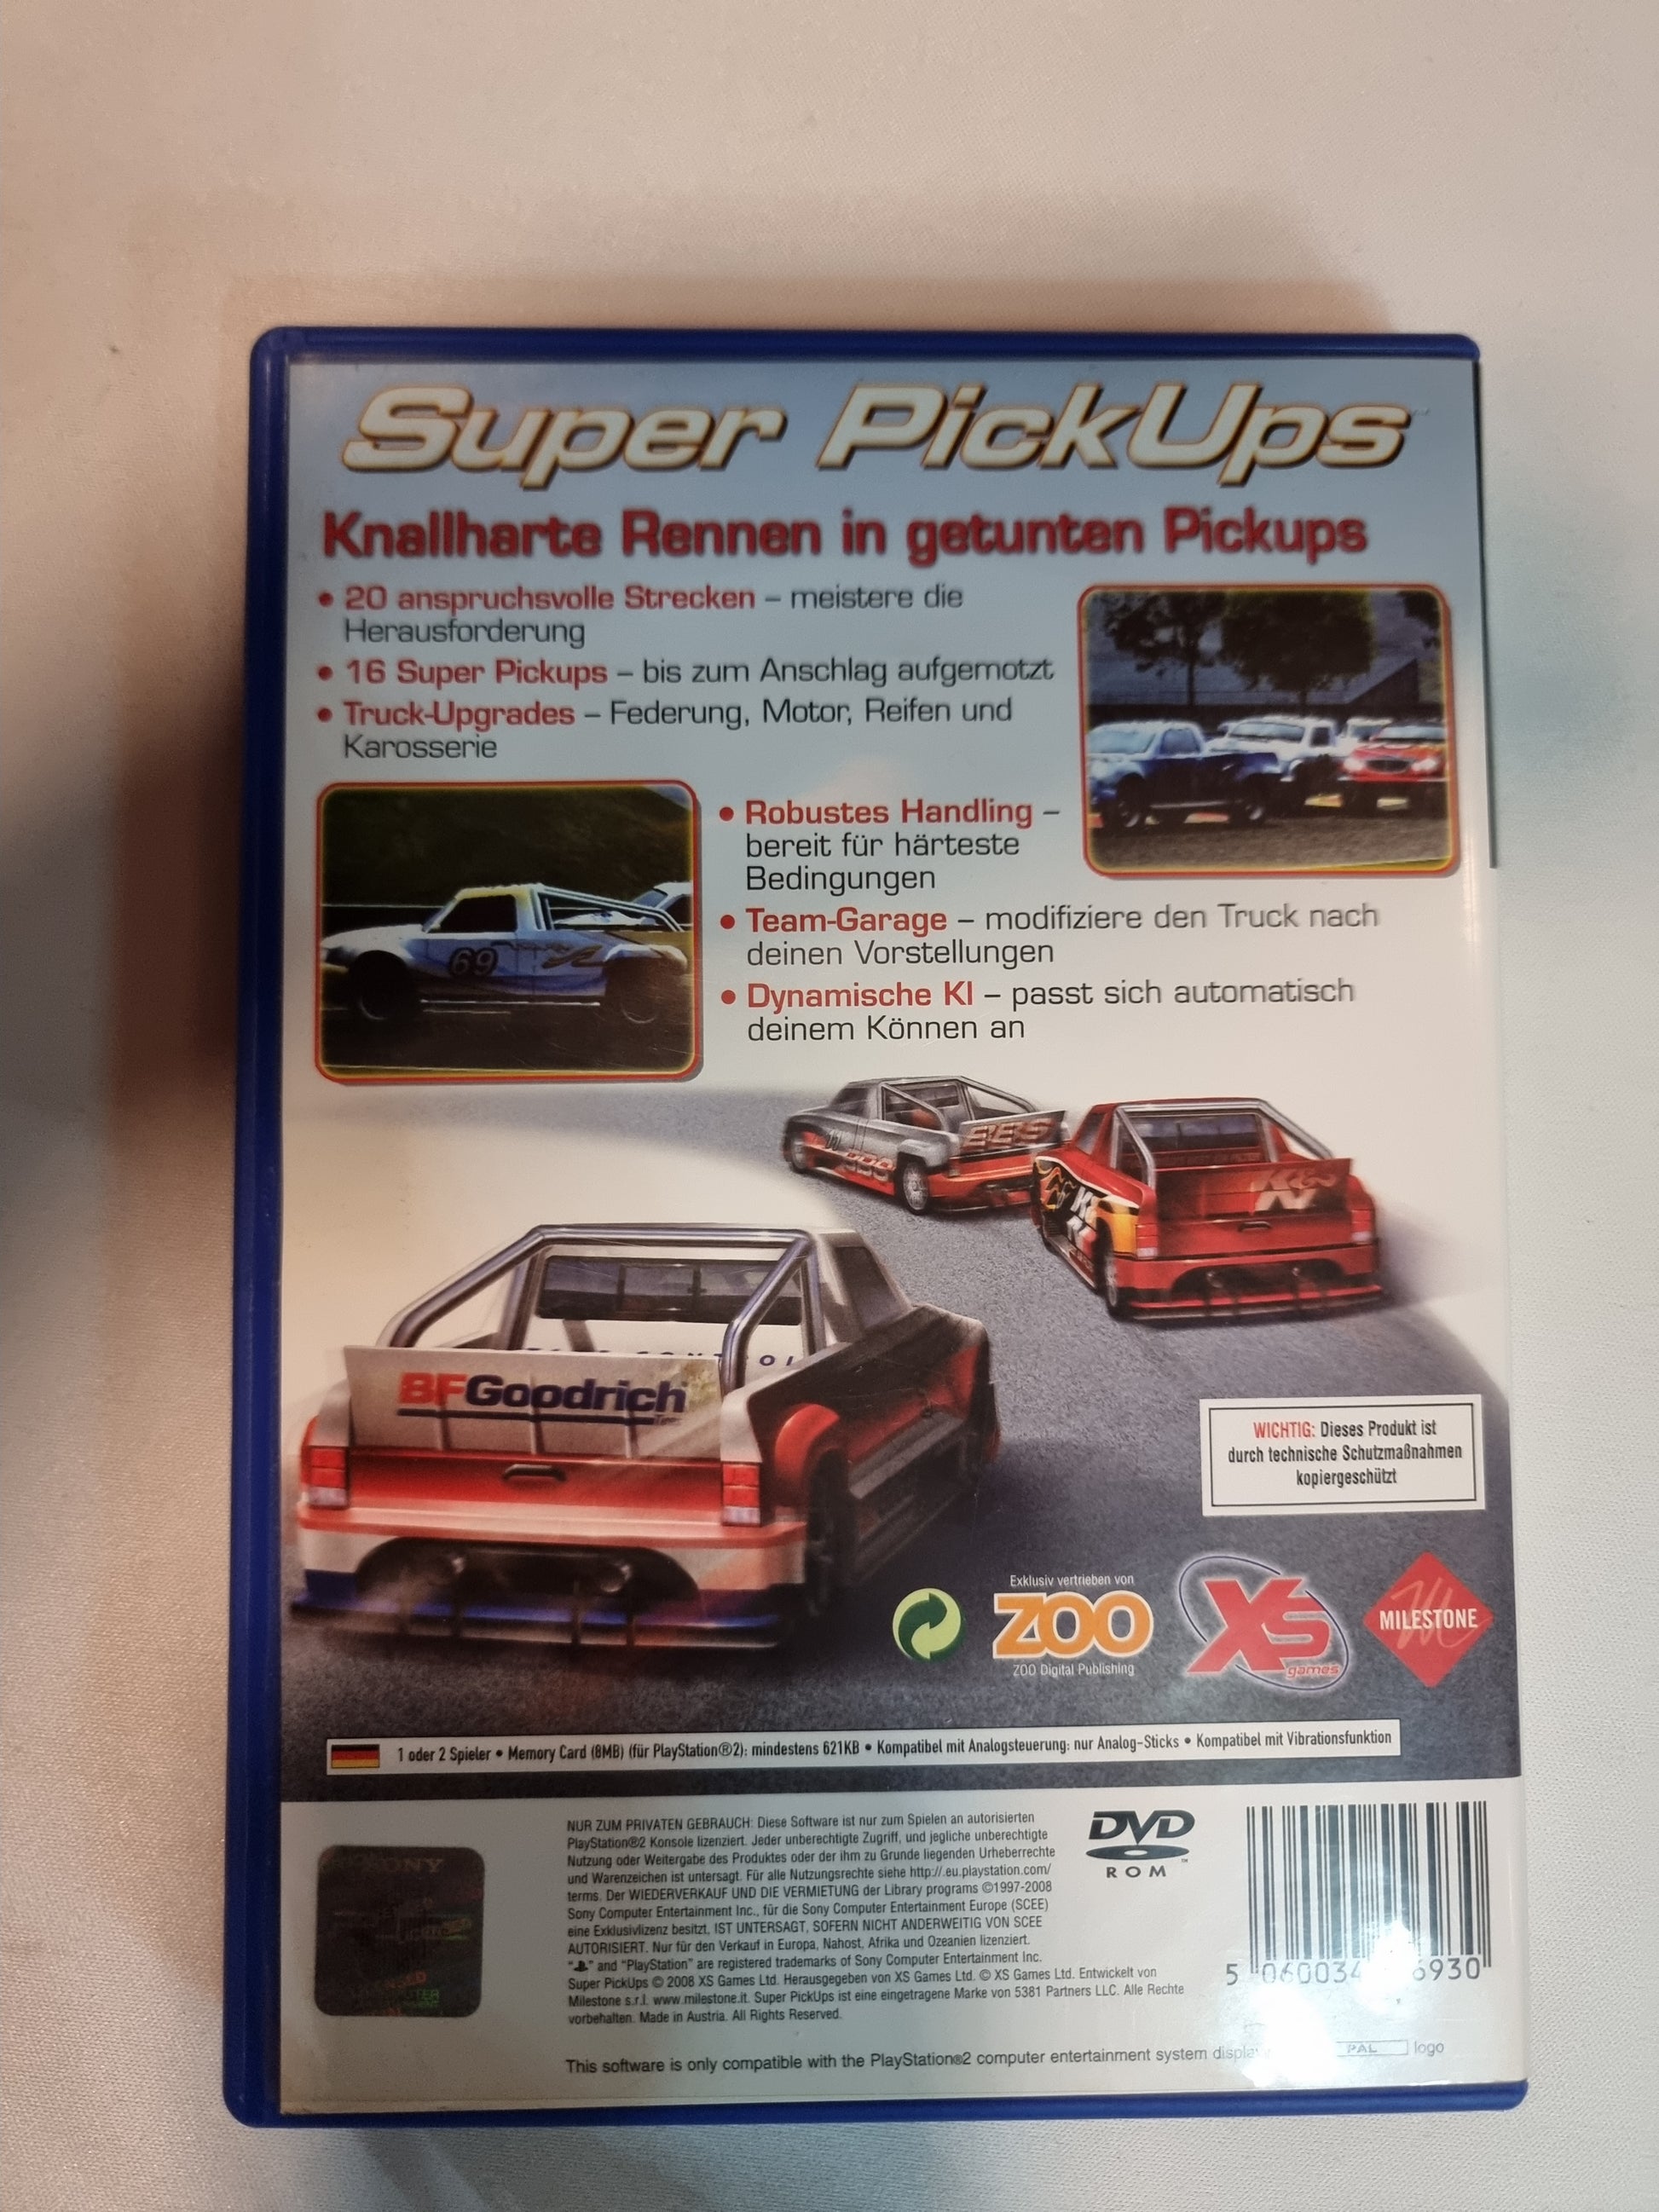 Super PickUps
Knallharte Rennen in getunten Pickups
• 20 anspruchsvolle Strecken – meistere die
Herausforderung
• 16 Super Pickups – bis zum Anschlag aufgemotzt
• Truck-Upgrades – Federung, Motor, Reifen und
Karosserie
• Robustes Handling –
bereit für härteste
Bedingungen
• Team-Garage – modifiziere den Truck nach
deinen Vorstellungen
• Dynamische KI – passt sich automatisch
deinem Können an
69
K&N
BFGoodrich
WICHTIG: Dieses Produkt ist
durch technische Schutzmaßnahmen
kopiergeschützt
Exklusiv vertrieben von
ZOO
ZOO Digital Publishing
XS
games
MILESTONE
1 oder 2 Spieler • Memory Card (8MB) (für PlayStation®2): mindestens 621KB • Kompatibel mit Analogsteuerung: nur Analog-Sticks • Kompatibel mit Vibrationsfunktion
SONY
NUR ZUM PRIVATEN GEBRAUCH: Diese Software ist nur zum Spielen an autorisierten
PlayStation®2 Konsole lizenziert. Jeder unberechtigte Zugriff, und jegliche unberechtigte
Nutzung oder Weitergabe des Produktes oder der ihm zu Grunde liegenden Urheberrechte
und Warenzeichen ist untersagt. Für alle Nutzungsrechte siehe http://.eu.playstation.com/
terms. Der WIEDERVERKAUF UND DIE VERMIETUNG der Library programs ©1997-2008
Sony Computer Entertainment Inc., für die Sony Computer Entertainment Europe (SCEE)
eine Exklusivlizenz besitzt, IST UNTERSAGT, SOFERN NICHT ANDERWEITIG VON SCEE
AUTORISIERT. Nur für den Verkauf in Europa, Nahost, Afrika und Ozeanien lizenziert.
" " and "PlayStation" are registered trademarks of Sony Computer Entertainment Inc.
Super PickUps © 2008 XS Games Ltd. Herausgegeben von XS Games Ltd. © XS Games Ltd. Entwickelt von
Milestone s.r.l. www.milestone.it. Super PickUps ist eine eingetragene Marke von 5381 Partners LLC. Alle Rechte
vorbehalten. Made in Austria. All Rights Reserved.
DVD
ROM
5 060034 6930
This software is only compatible with the PlayStation®2 computer entertainment system PAL logo